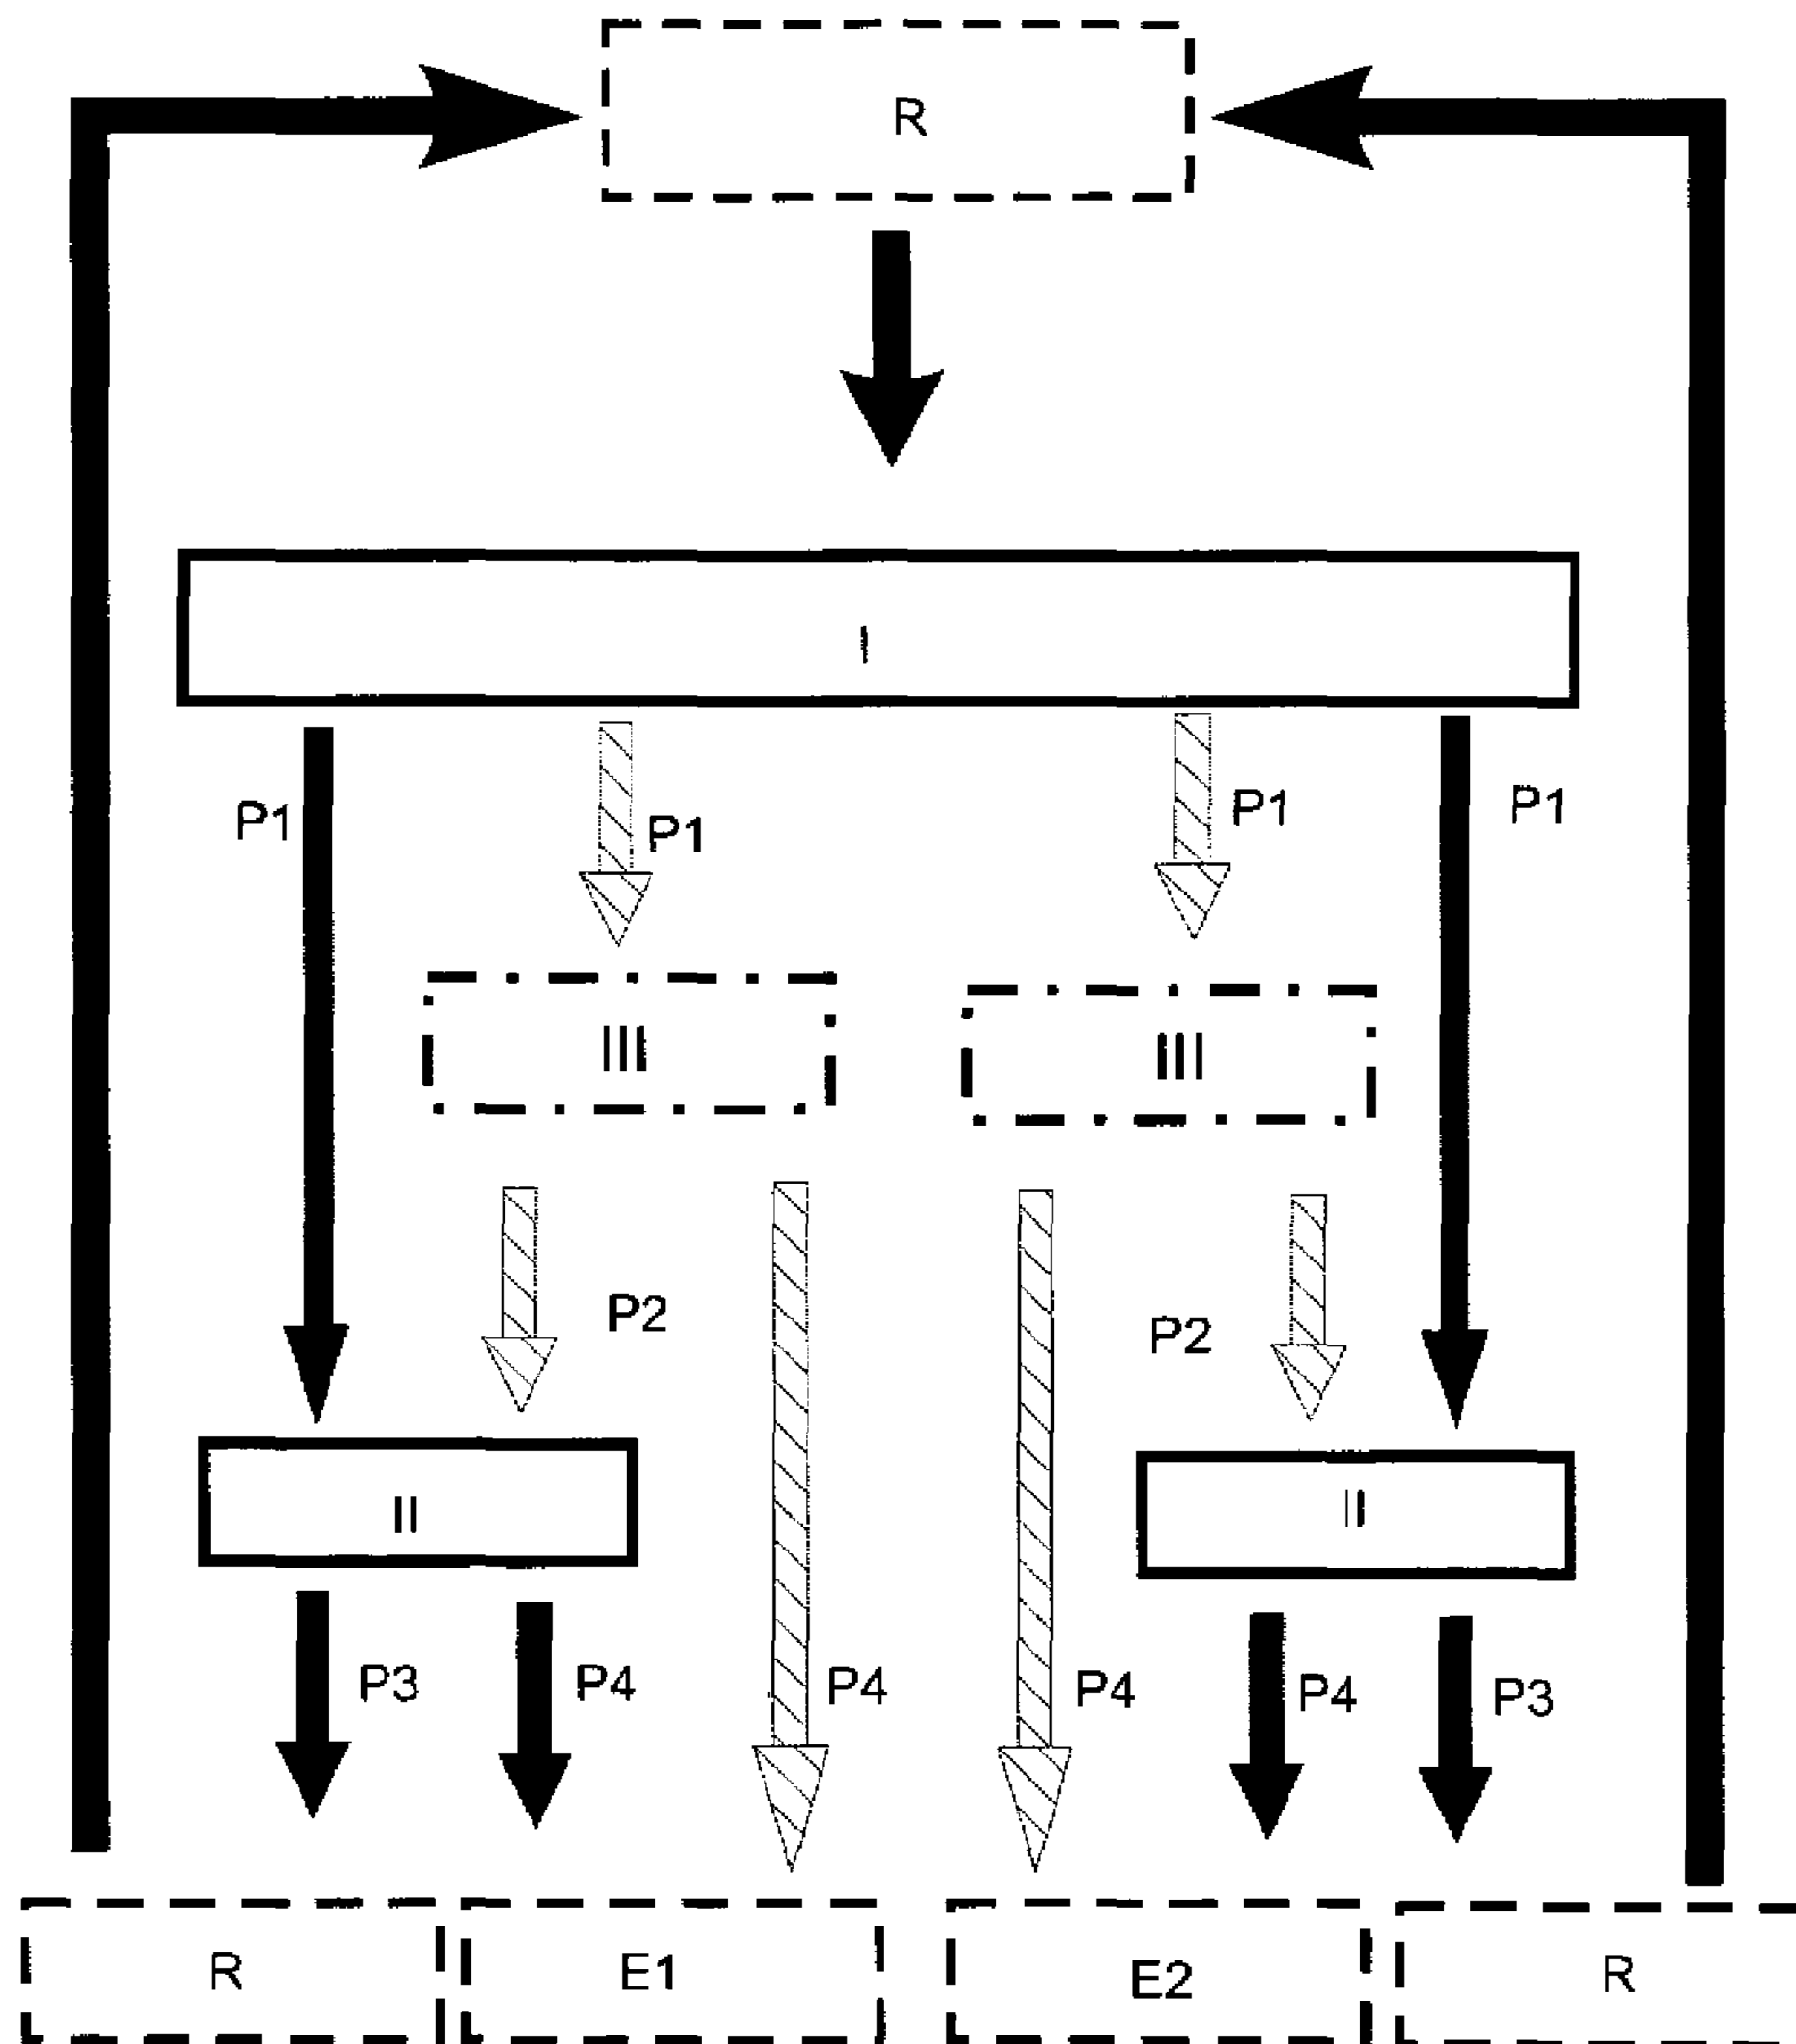 R
I
P1 P1 P1 P1
III III
P2 P2
II II
P3 P4 P4 P4 P4 P3
R E1 E2 R